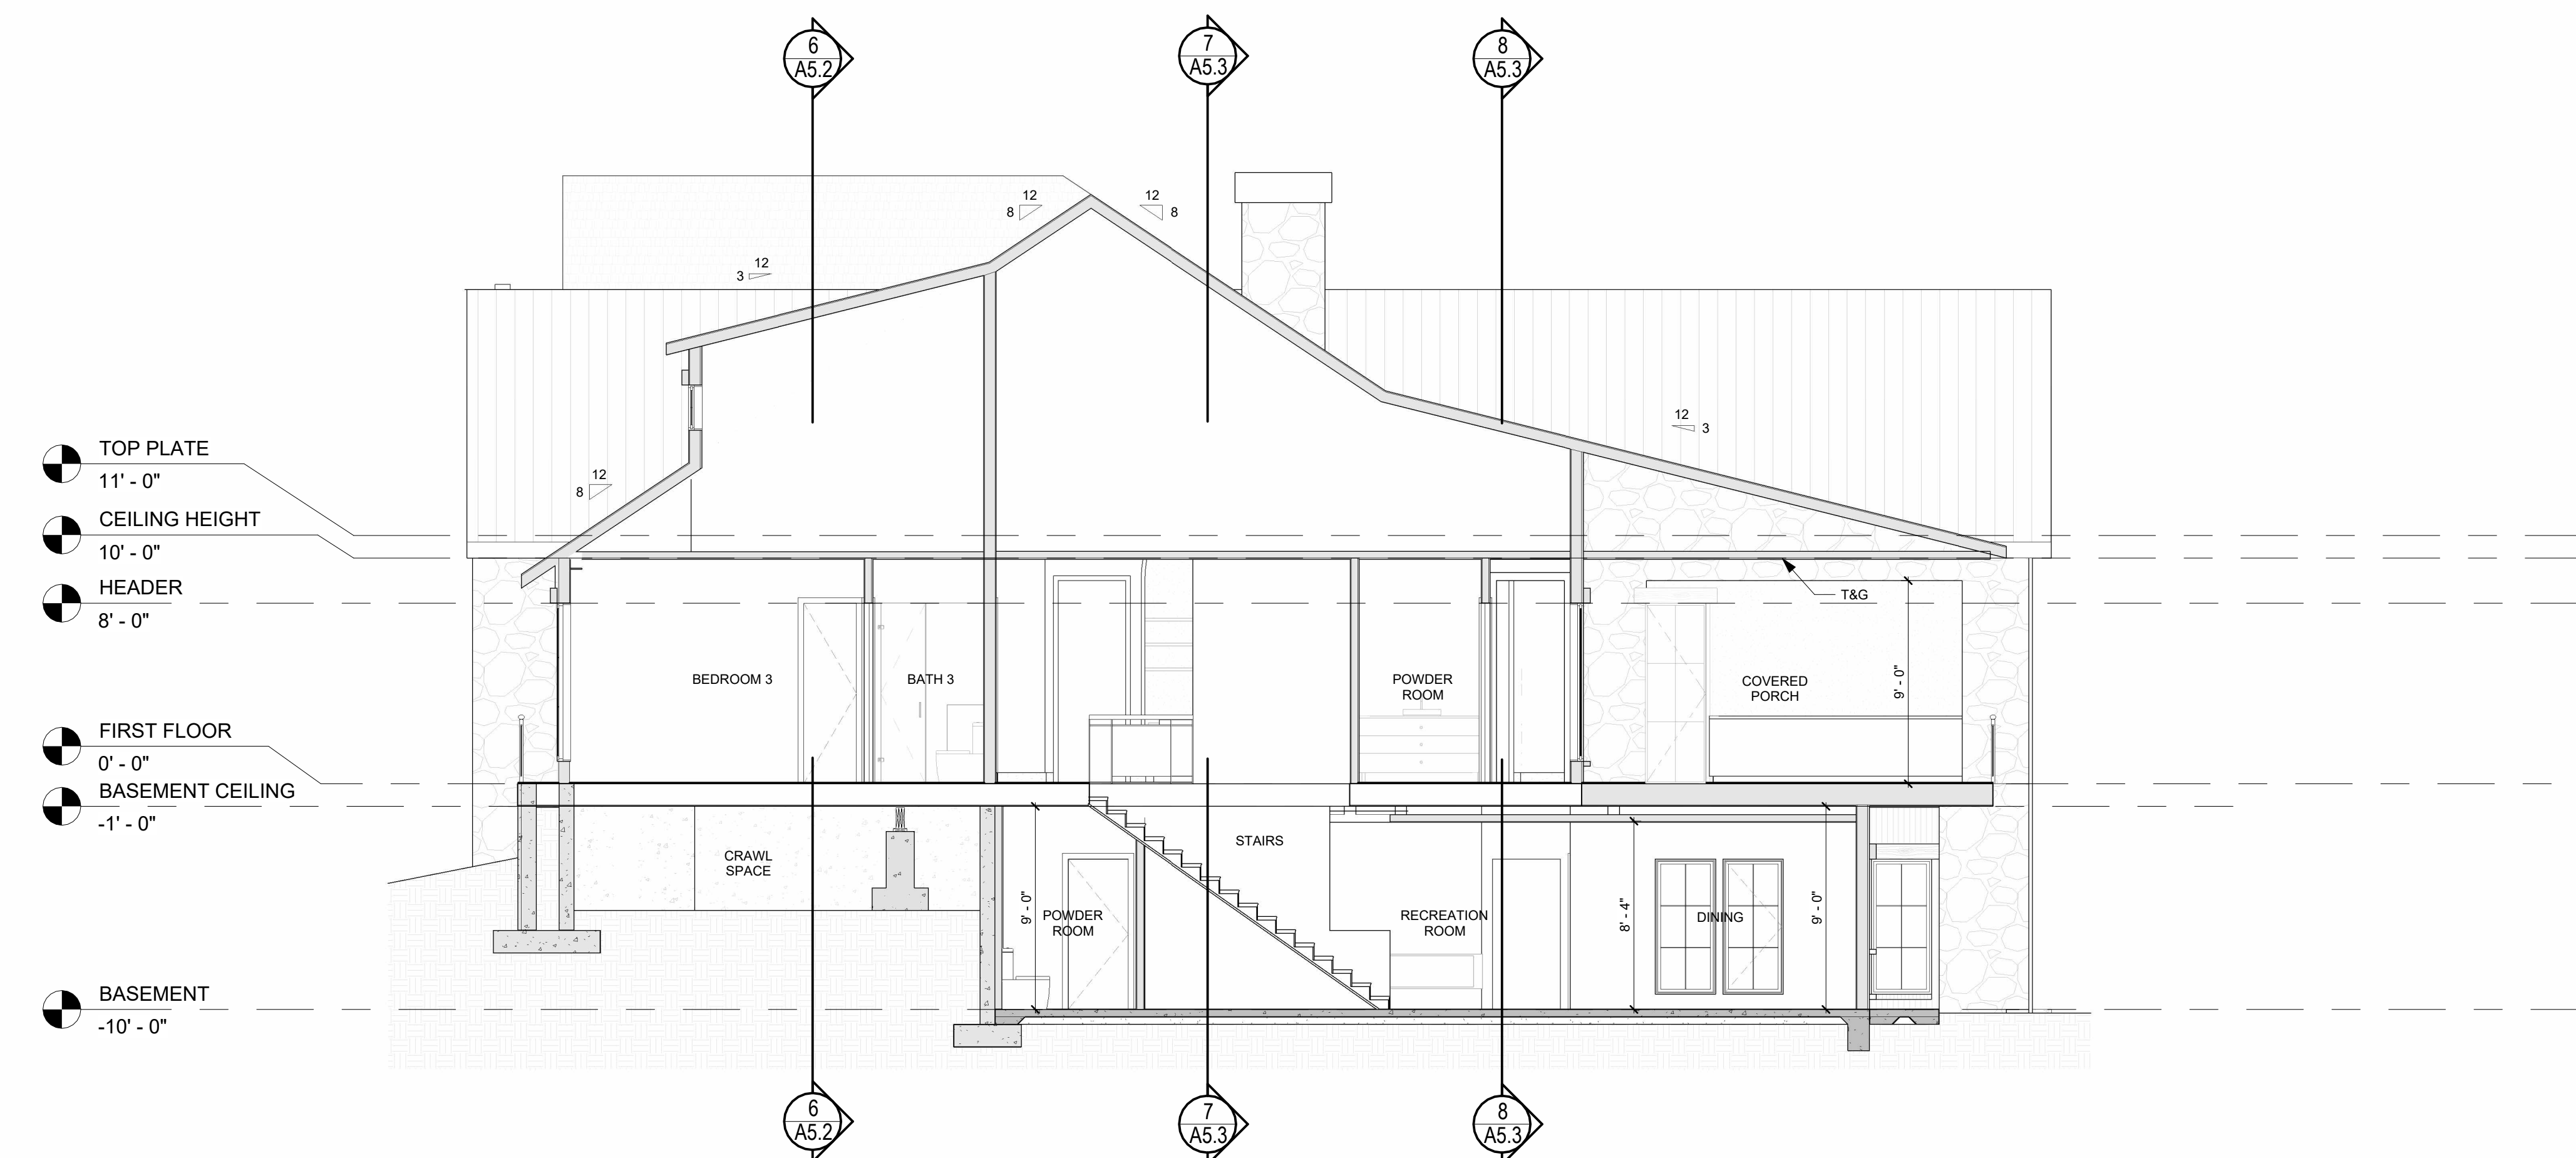 6
A5.2
7
A5.3
8
A5.3
12
8
12
8
12
3
12
3
12
8
TOP PLATE
11' - 0"
CEILING HEIGHT
10' - 0"
HEADER
8' - 0"
T&G
BEDROOM 3
BATH 3
POWDER
ROOM
COVERED
PORCH
9' - 0"
FIRST FLOOR
0' - 0"
BASEMENT CEILING
-1' - 0"
CRAWL
SPACE
STAIRS
9' - 0"
POWDER
ROOM
RECREATION
ROOM
8' - 4"
DINING
9' - 0"
BASEMENT
-10' - 0"
6
A5.2
7
A5.3
8
A5.3